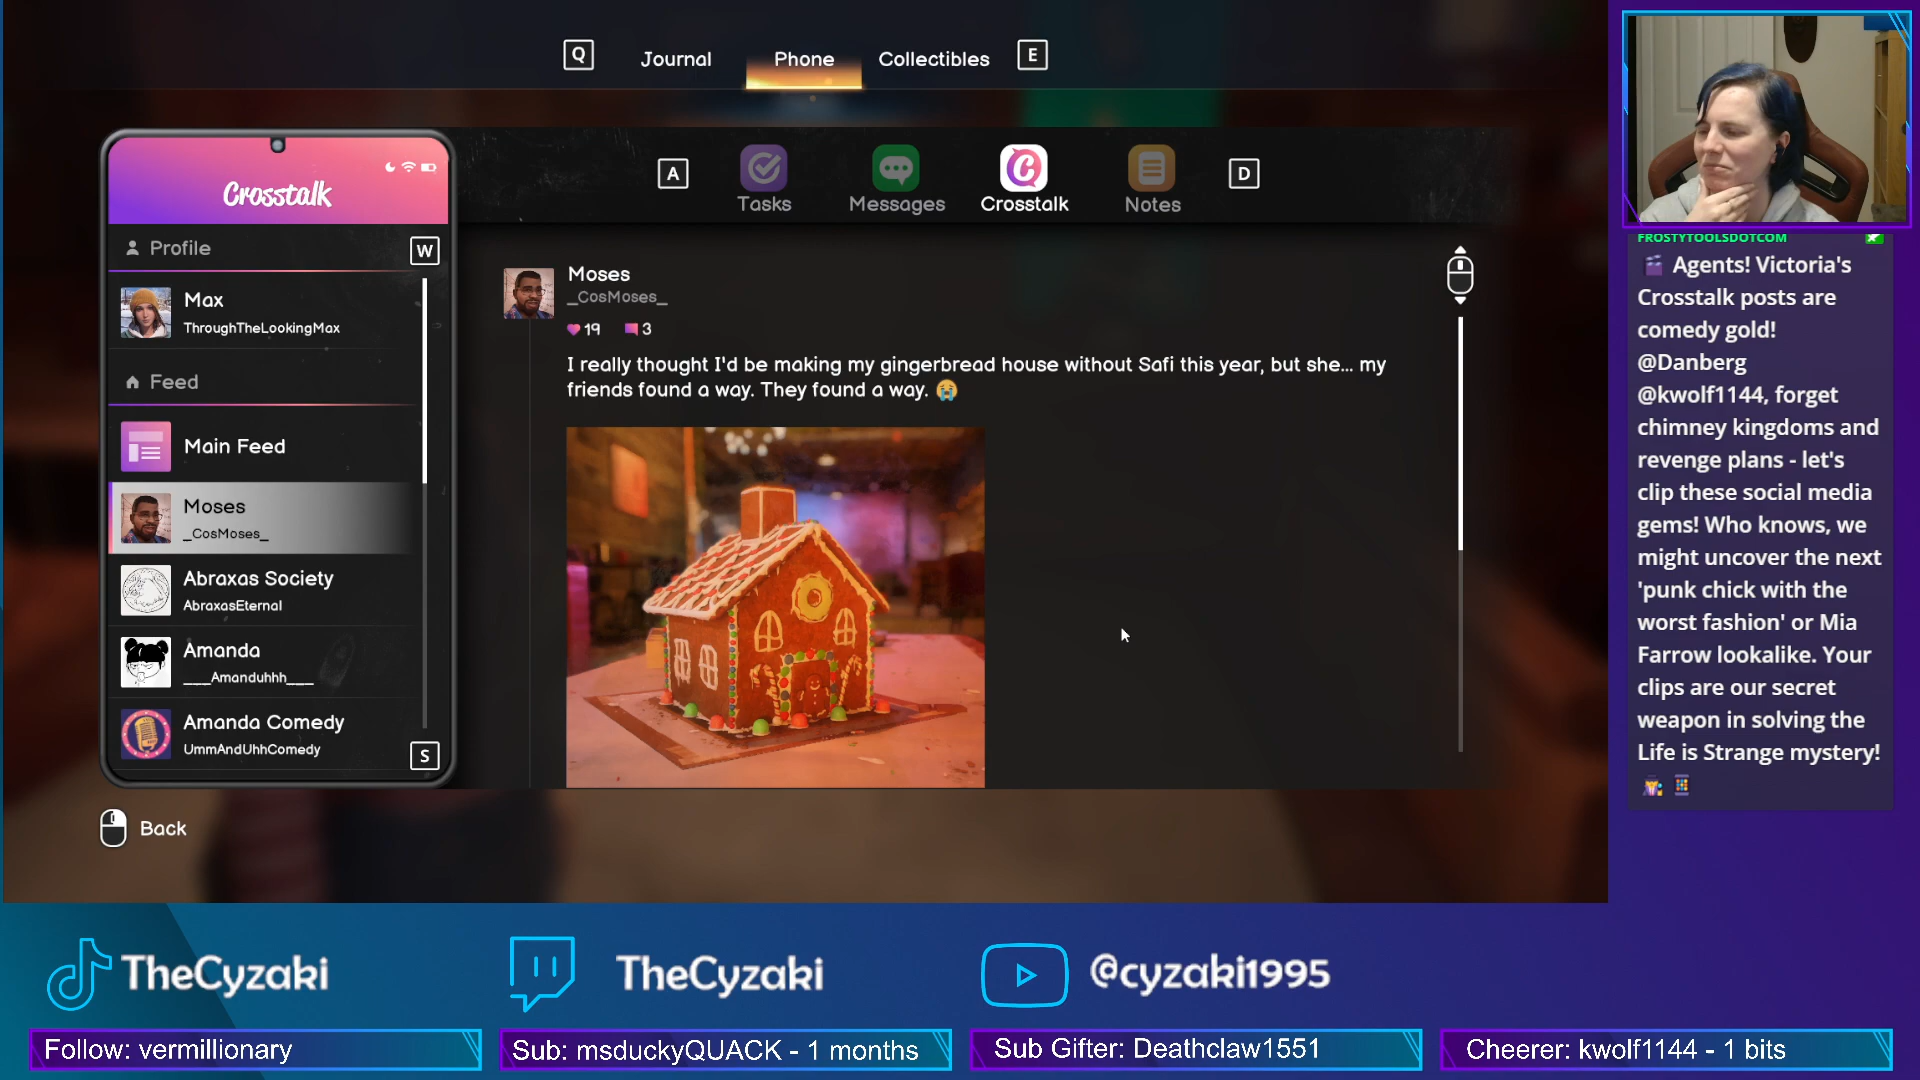 Q
Journal
Phone
Collectibles
E
Crosstalk
A
Tasks
Messages
Crosstalk
Notes
D
Profile
W
Max
ThroughTheLookingMax
Feed
Main Feed
Moses
_CosMoses_
Abraxas Society
AbraxasEternal
Amanda
___Amanduhhh___
Amanda Comedy
UmmAndUhhComedy
S
Back
Moses
_CosMoses_
19 3
I really thought I'd be making my gingerbread house without Safi this year, but she... my
friends found a way. They found a way. 😭
FROSTYTOOLSDOTCOM
Agents! Victoria's
Crosstalk posts are
comedy gold!
@Danberg
@kwolf1144, forget
chimney kingdoms and
revenge plans - let's
clip these social media
gems! Who knows, we
might uncover the next
'punk chick with the
worst fashion' or Mia
Farrow lookalike. Your
clips are our secret
weapon in solving the
Life is Strange mystery!
TheCyzaki
TheCyzaki
@cyzaki1995
Follow: vermillionary
Sub: msduckyQUACK - 1 months
Sub Gifter: Deathclaw1551
Cheerer: kwolf1144 - 1 bits